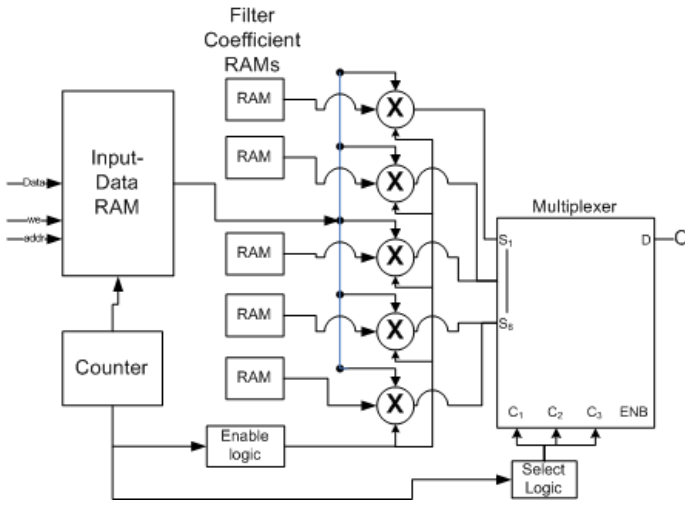 Filter
Coefficient
RAMs
RAM
RAM
RAM
RAM
RAM
Input-
Data
RAM
Data
we
addr
Counter
Enable
logic
X
X
X
X
X
Multiplexer
S1
S8
D
C1
C2
C3
ENB
Select
Logic